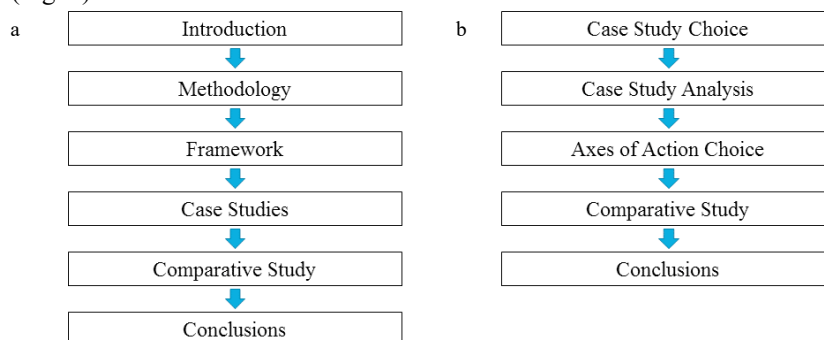 a
Introduction
Methodology
Framework
Case Studies
Comparative Study
Conclusions
b
Case Study Choice
Case Study Analysis
Axes of Action Choice
Comparative Study
Conclusions